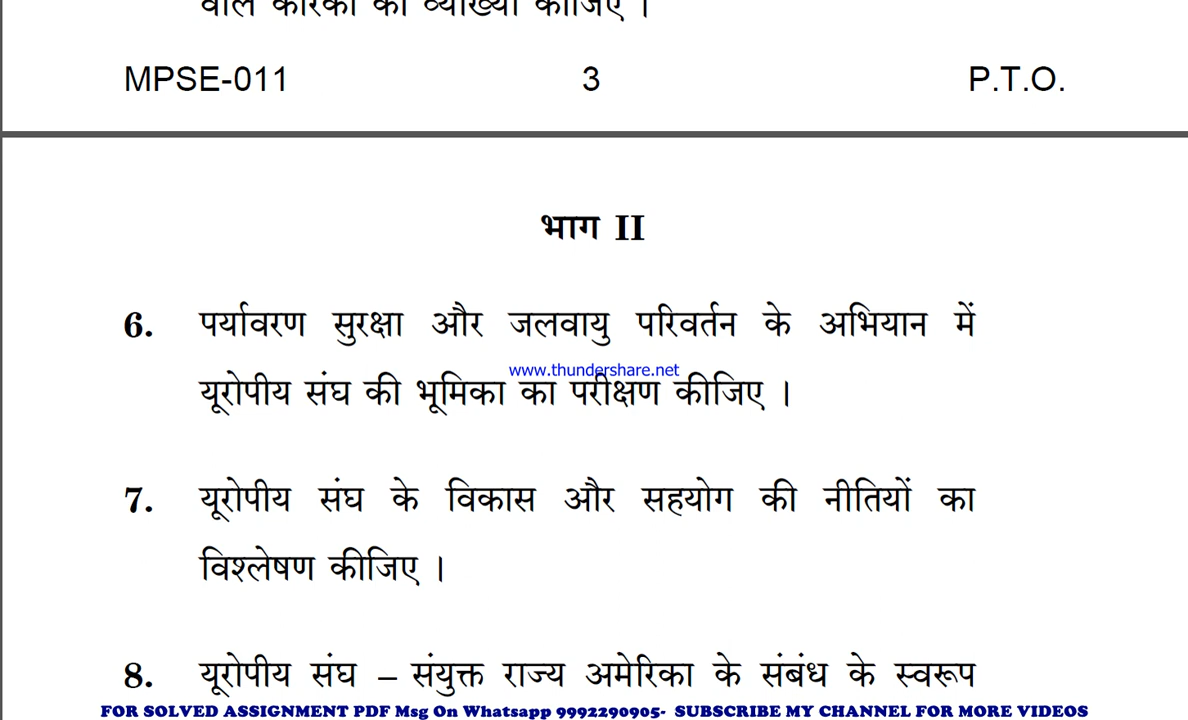 वाले कारकों की व्याख्या कीजिए ।
MPSE-011 3 P.T.O.
भाग II
6. पर्यावरण सुरक्षा और जलवायु परिवर्तन के अभियान में
www.thundershare.net
यूरोपीय संघ की भूमिका का परीक्षण कीजिए ।
7. यूरोपीय संघ के विकास और सहयोग की नीतियों का
विश्लेषण कीजिए ।
8. यूरोपीय संघ – संयुक्त राज्य अमेरिका के संबंध के स्वरूप
FOR SOLVED ASSIGNMENT PDF Msg On Whatsapp 9992290905- SUBSCRIBE MY CHANNEL FOR MORE VIDEOS